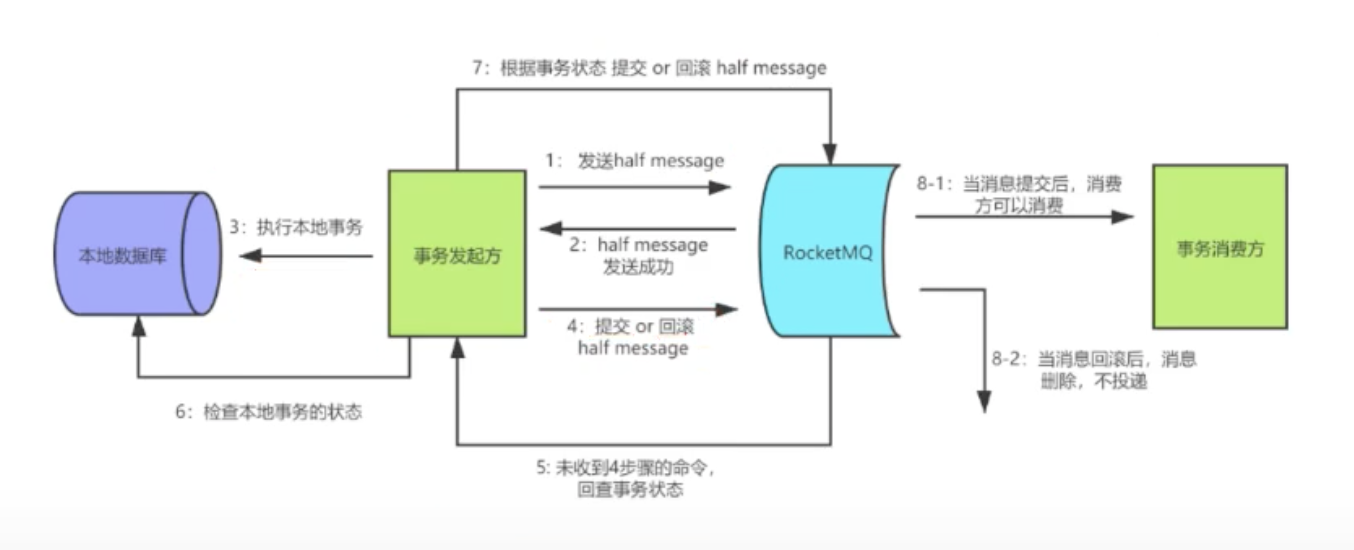 7：根据事务状态 提交 or 回滚 half message
1： 发送half message
8-1：当消息提交后，消费
方可以消费
3：执行本地事务
2：half message
发送成功
本地数据库
事务发起方
RocketMQ
事务消费方
4：提交 or 回滚
half message
8-2：当消息回滚后，消息
删除，不投递
6：检查本地事务的状态
5: 未收到4步骤的命令，
回查事务状态